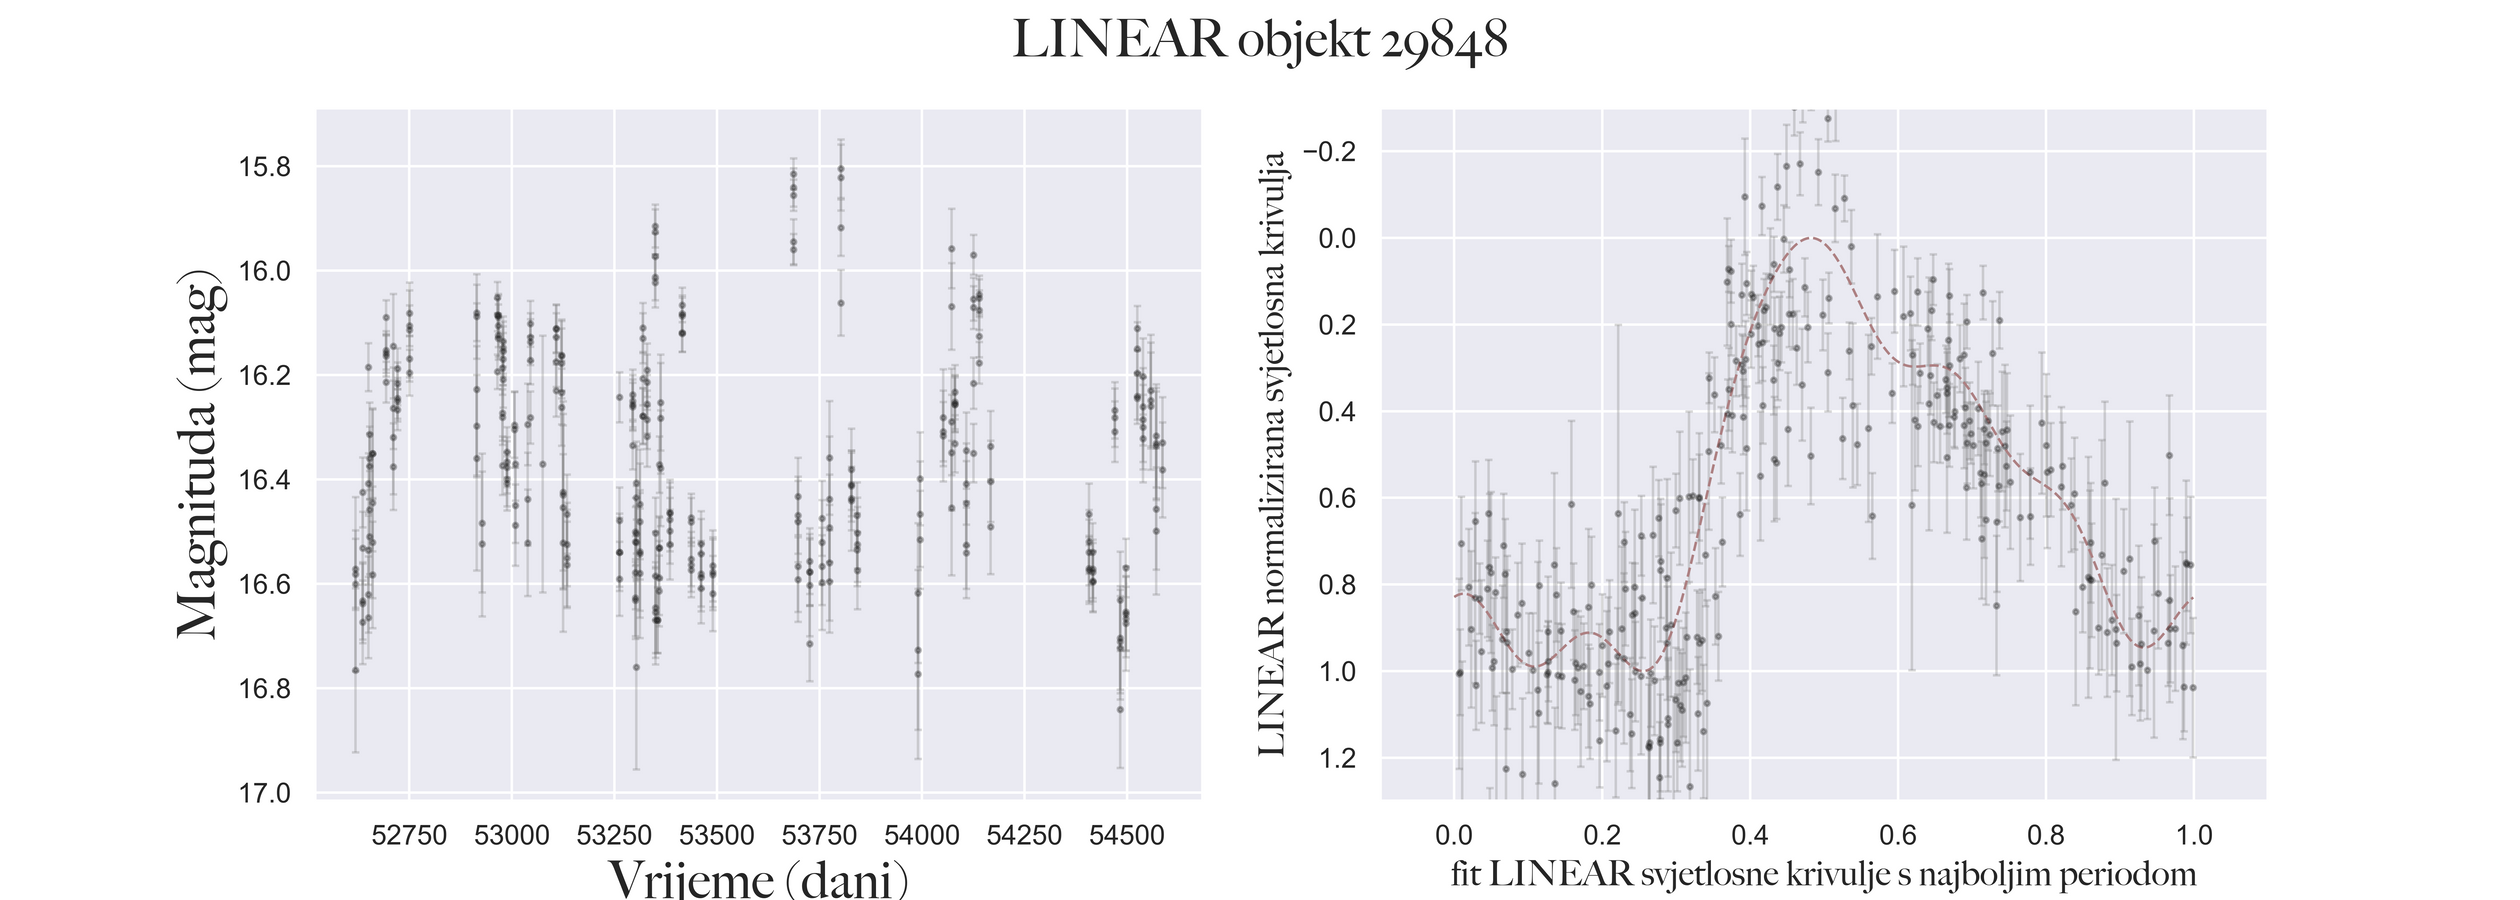 LINEAR objekt 29848
Magnituda (mag)
15.8
16.0
16.2
16.4
16.6
16.8
17.0
52750 53000 53250 53500 53750 54000 54250 54500
Vrijeme (dani)
LINEAR normalizirana svjetlosna krivulja
−0.2
0.0
0.2
0.4
0.6
0.8
1.0
1.2
0.0 0.2 0.4 0.6 0.8 1.0
fit LINEAR svjetlosne krivulje s najboljim periodom